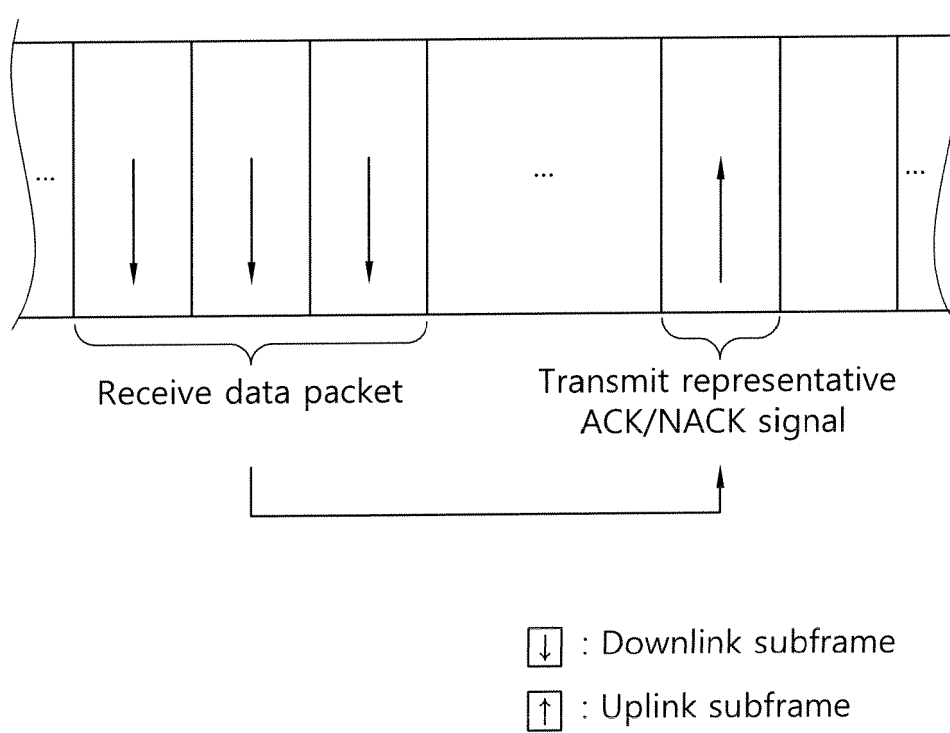 ... ... ...
Receive data packet
Transmit representative
ACK/NACK signal
↓ : Downlink subframe
↑ : Uplink subframe